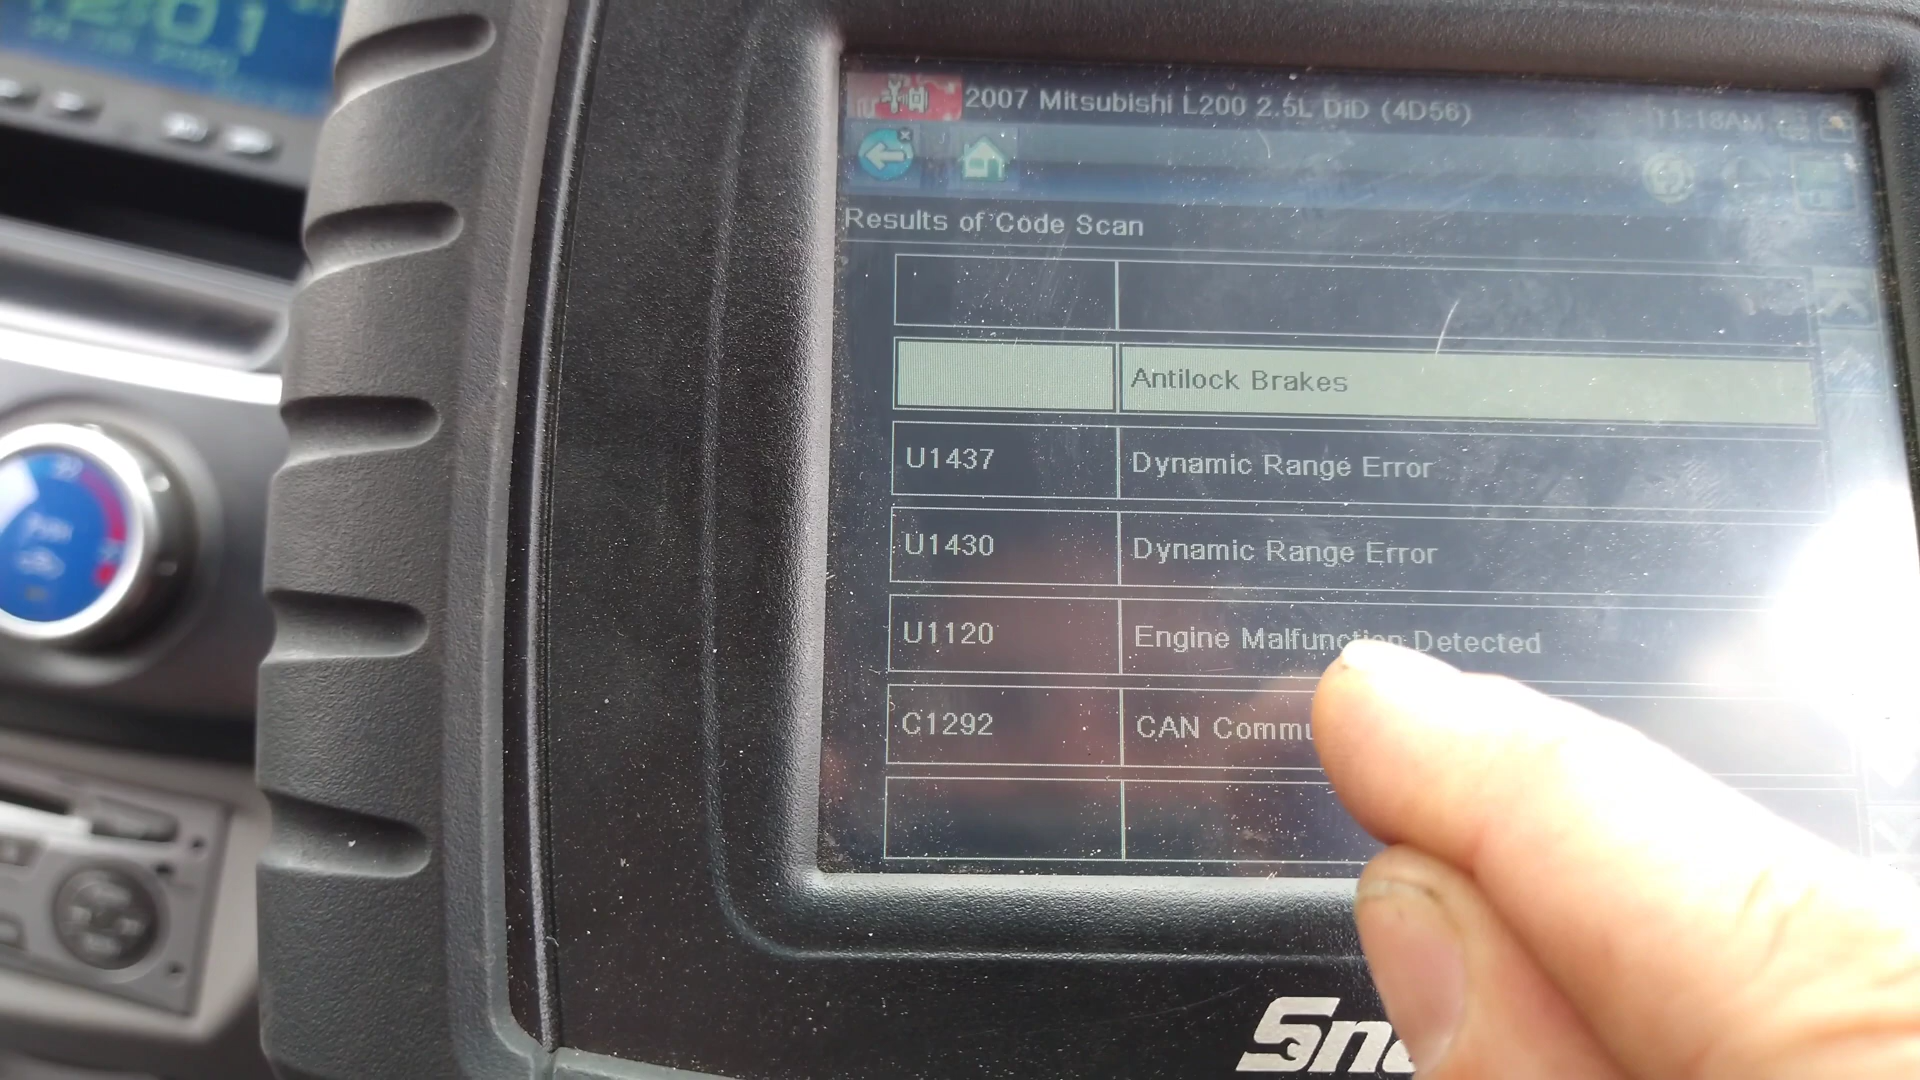 2007 Mitsubishi L200 2.5L DiD (4D56)
11:18AM
Results of Code Scan
Antilock Brakes
U1437 Dynamic Range Error
U1430 Dynamic Range Error
U1120 Engine Malfunction Detected
C1292 CAN Commu
Sna